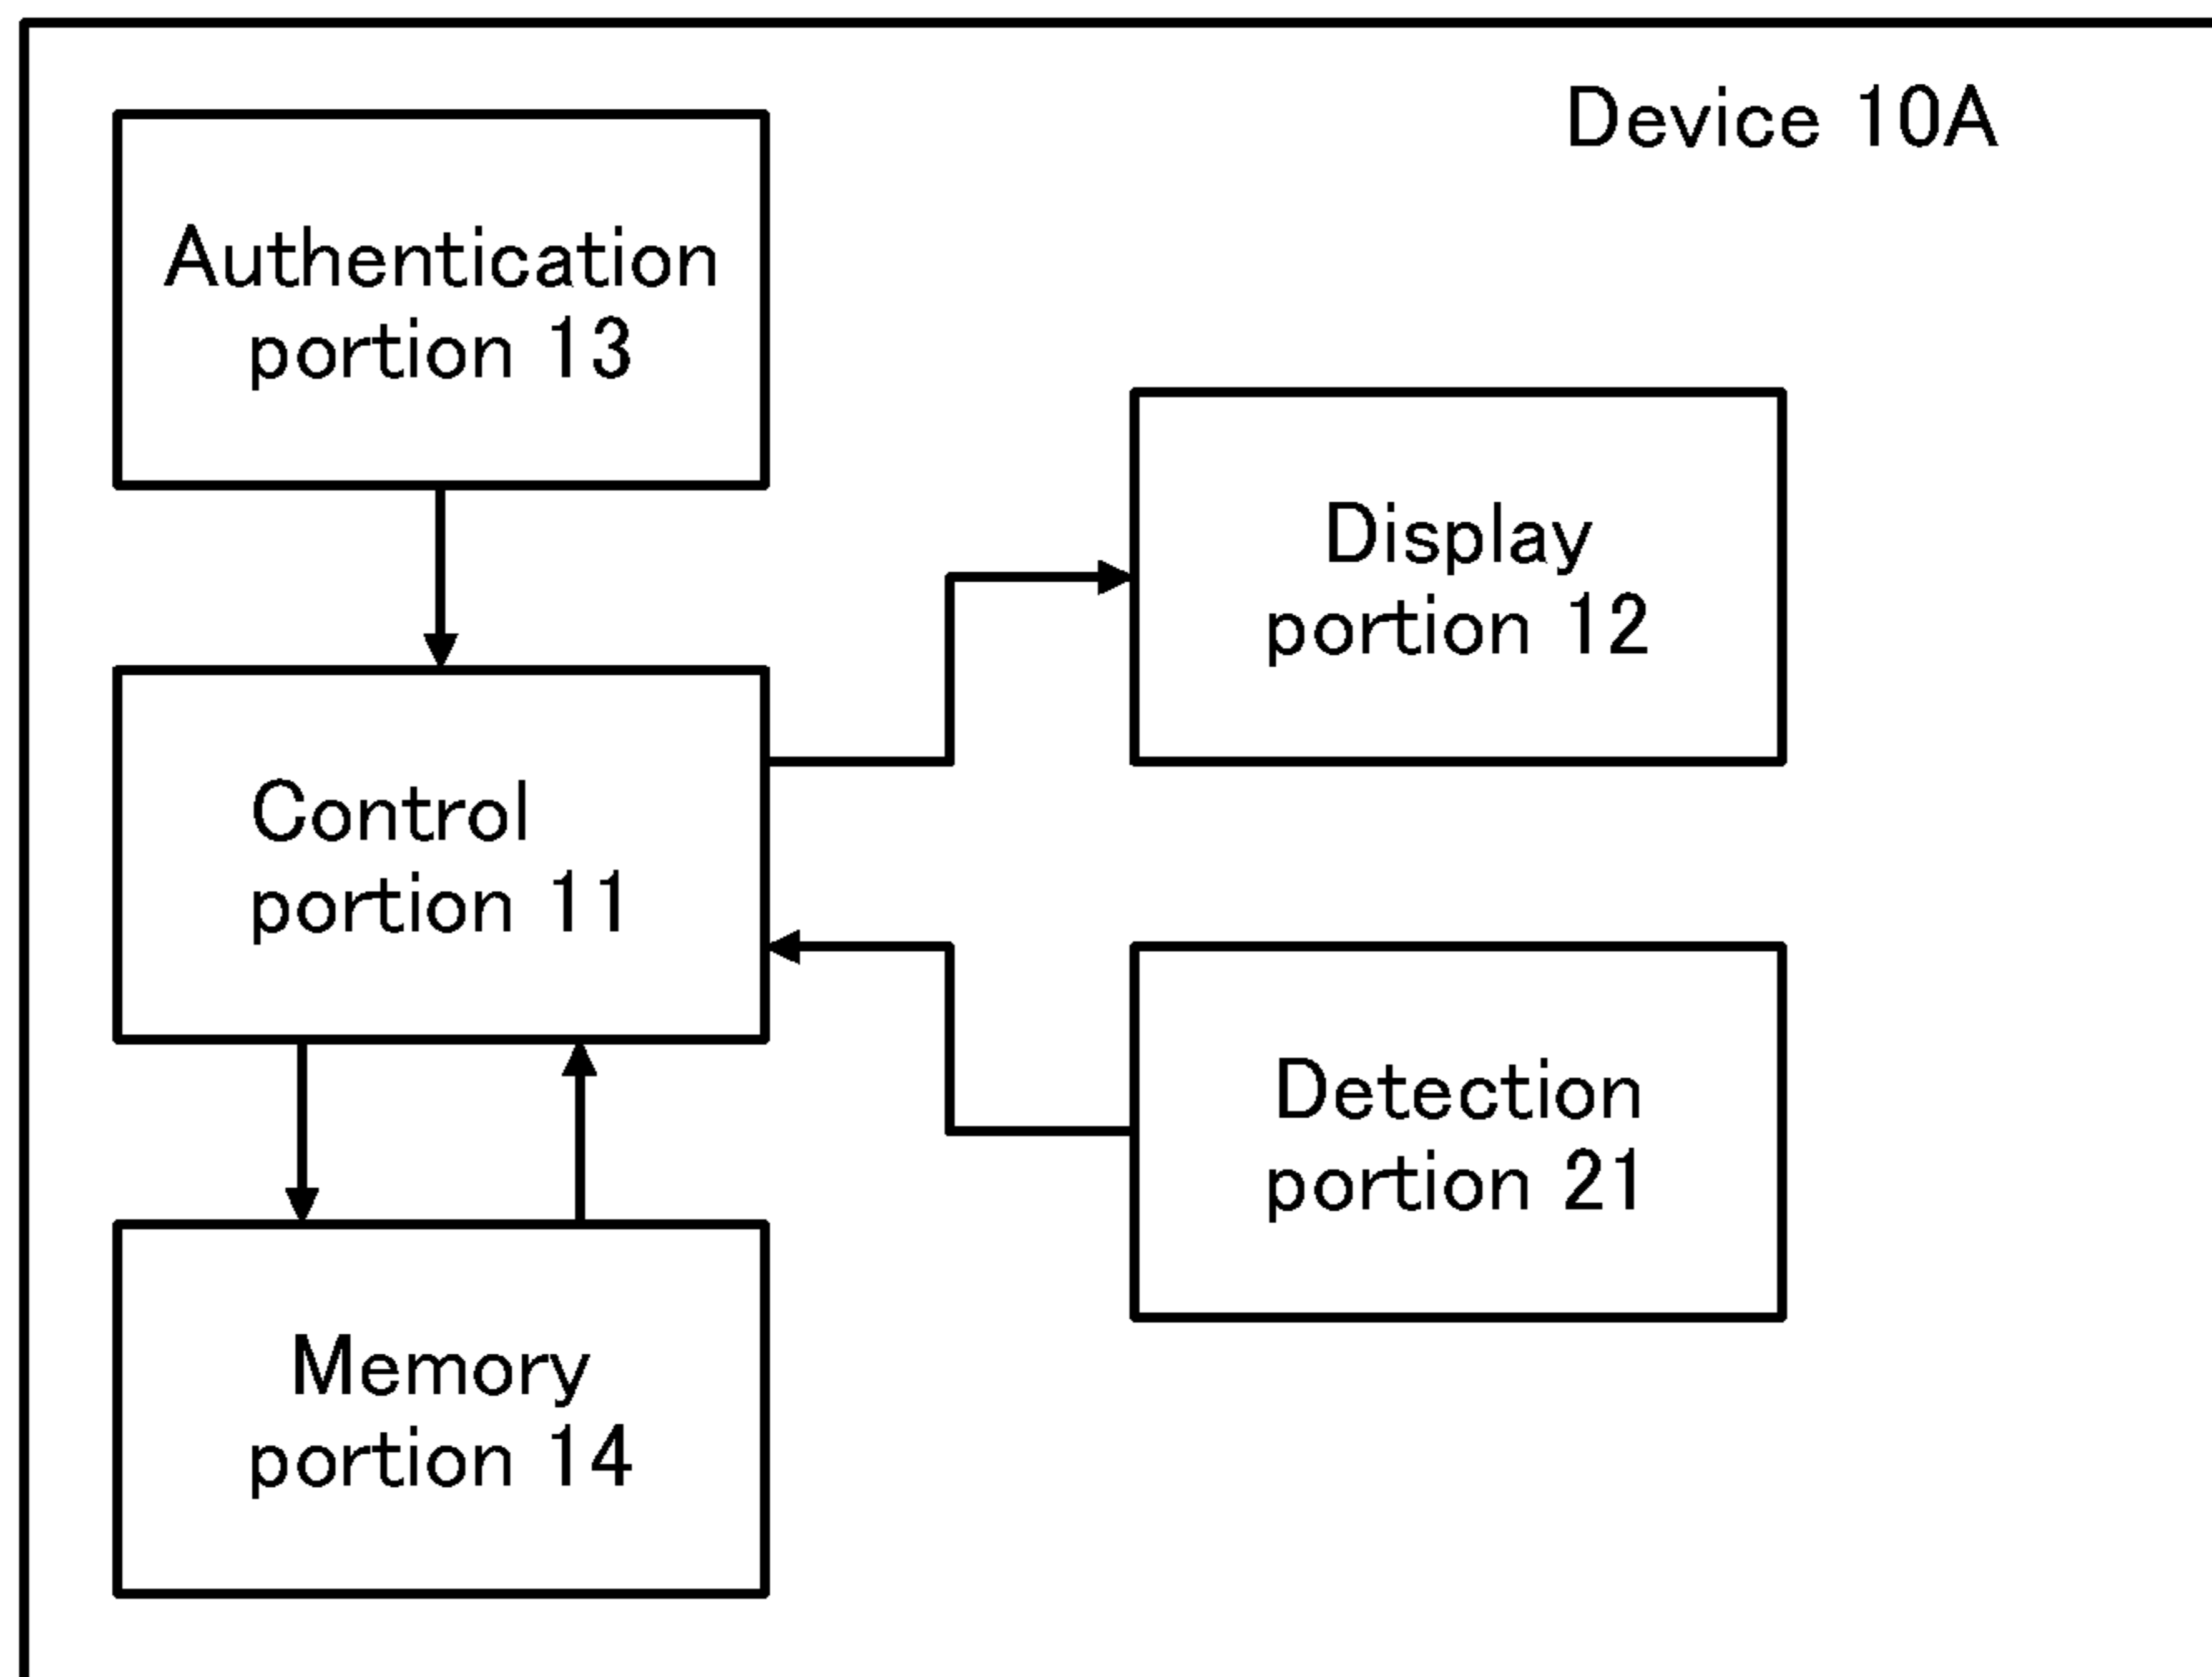 Device 10A
Authentication
portion 13
Display
portion 12
Control
portion 11
Detection
portion 21
Memory
portion 14